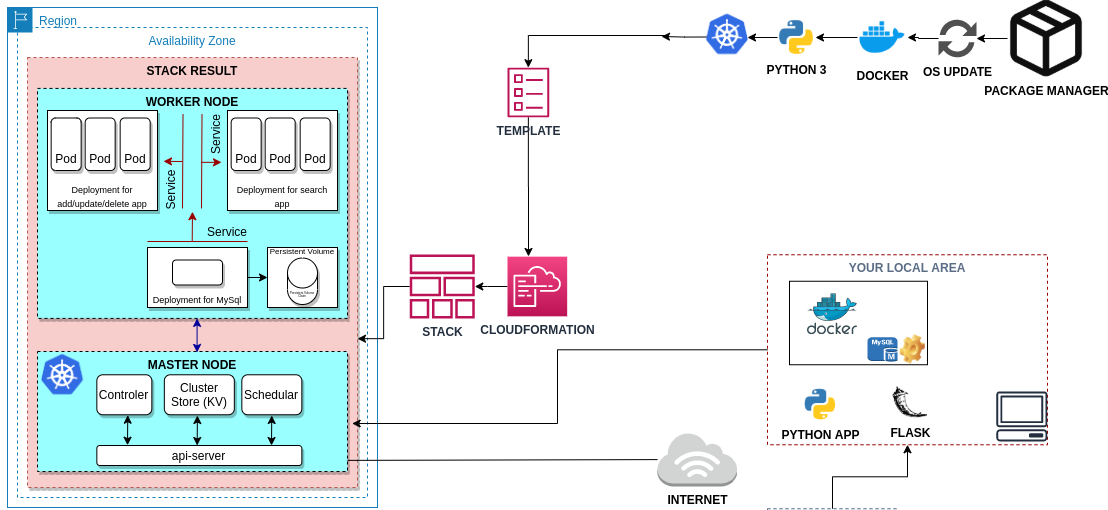 Region
Availability Zone
STACK RESULT
WORKER NODE
Pod
Pod
Pod
Deployment for
add/update/delete app
Service
Service
Pod
Pod
Pod
Deployment for search
app
Service
Deployment for MySql
Persistent Volume
MASTER NODE
Controler
Cluster
Store (KV)
Schedular
api-server
PYTHON 3
DOCKER
OS UPDATE
PACKAGE MANAGER
TEMPLATE
STACK
CLOUDFORMATION
YOUR LOCAL AREA
docker
MySQL
M
PYTHON APP
FLASK
INTERNET